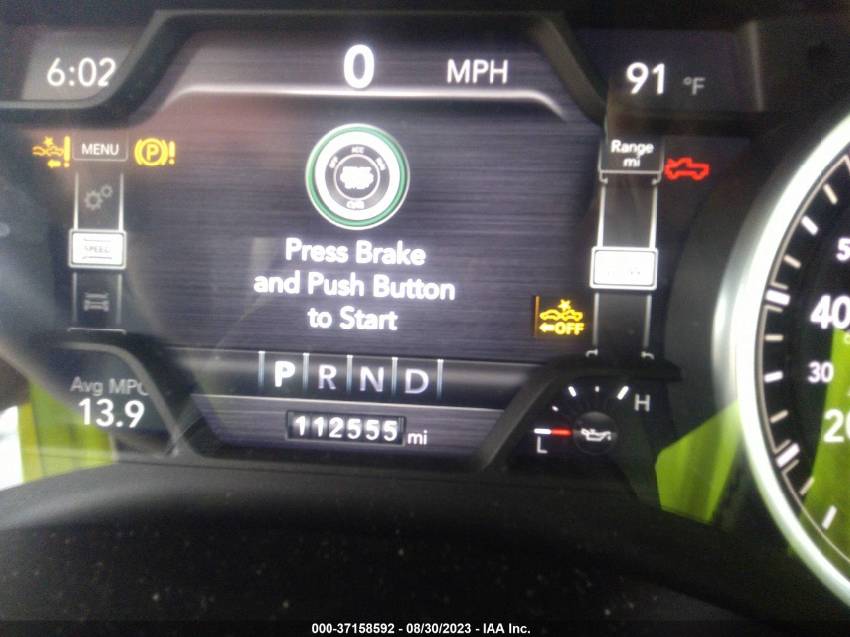 6:02
0 MPH
91 °F
MENU
Range
mi
SPEED
Press Brake
and Push Button
to Start
OFF
Avg MPG
13.9
P R N D
112555 mi
H
L
40
30
000-37158592 - 08/30/2023 - IAA Inc.